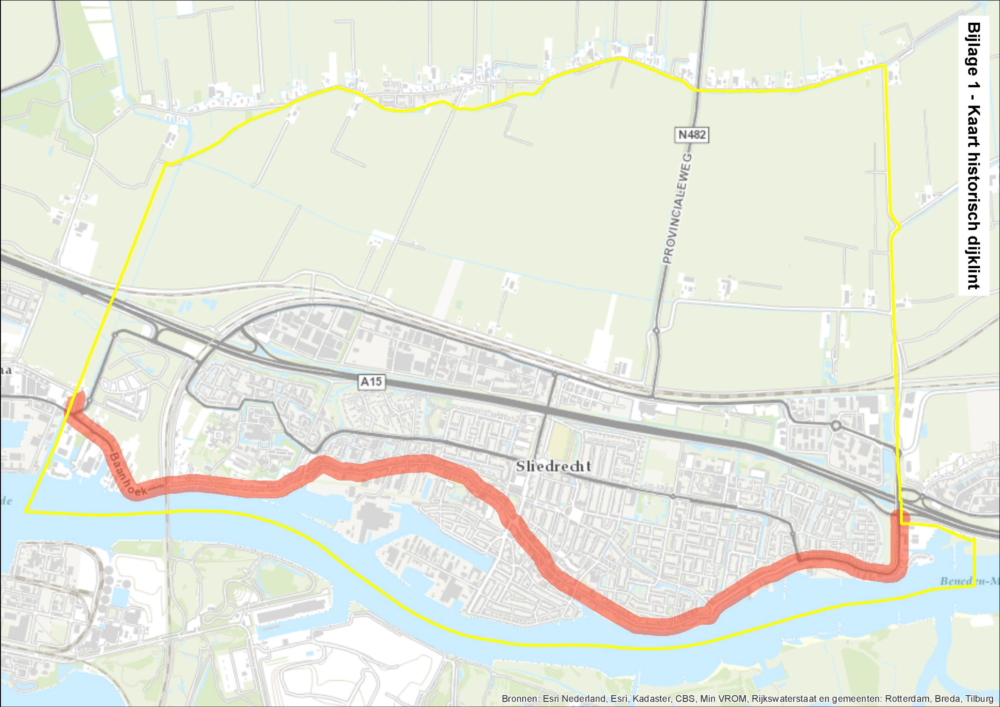 Bijlage 1 - Kaart historisch dijklint
N482
PROVINCIALEWEG
A15
Baanhoek
Sliedrecht
Bronnen: Esri Nederland, Esri, Kadaster, CBS, Min VROM, Rijkswaterstaat en gemeenten: Rotterdam, Breda, Tilburg